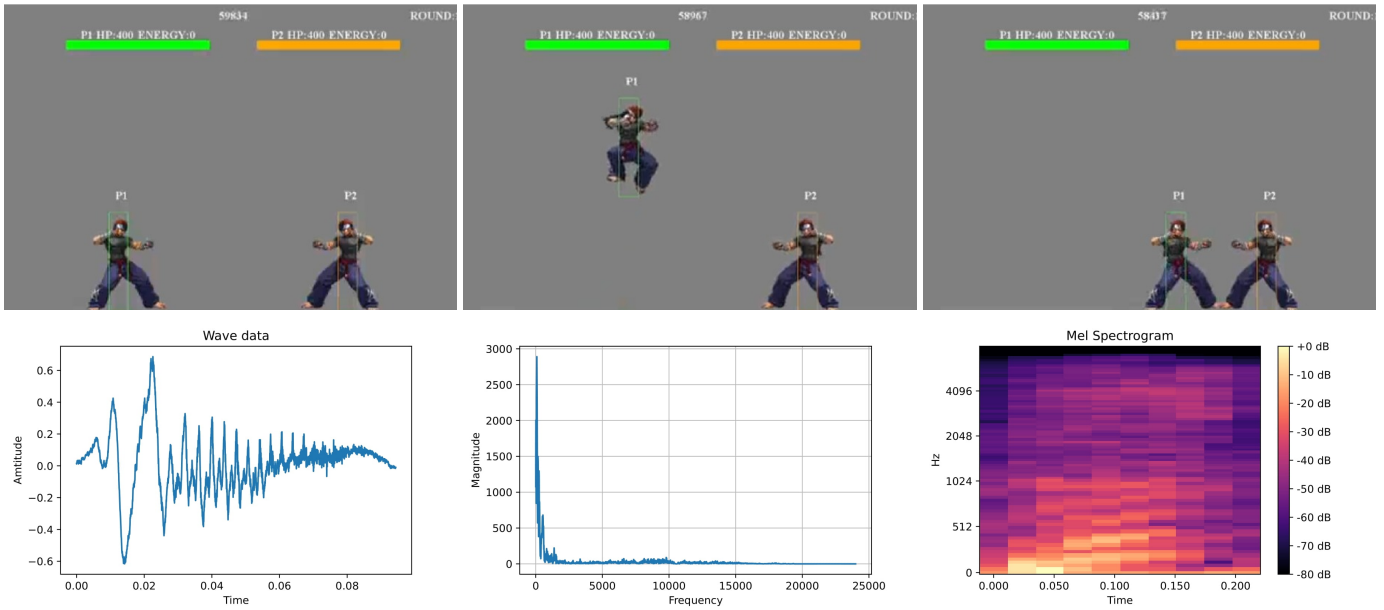 59834
ROUND:
P1 HP:400 ENERGY:0
P2 HP:400 ENERGY:0
P1
P2
58967
ROUND:
P1 HP:400 ENERGY:0
P2 HP:400 ENERGY:0
P1
P2
58437
ROUND:
P1 HP:400 ENERGY:0
P2 HP:400 ENERGY:0
P1
P2
Wave data
Amtitude
0.6
0.4
0.2
0.0
−0.2
−0.4
−0.6
0.00
0.02
0.04
0.06
0.08
Time
Magnitude
3000
2500
2000
1500
1000
500
0
0
5000
10000
15000
20000
25000
Frequency
Mel Spectrogram
Hz
4096
2048
1024
512
0
0.000
0.050
0.100
0.150
0.200
Time
+0 dB
-10 dB
-20 dB
-30 dB
-40 dB
-50 dB
-60 dB
-70 dB
-80 dB